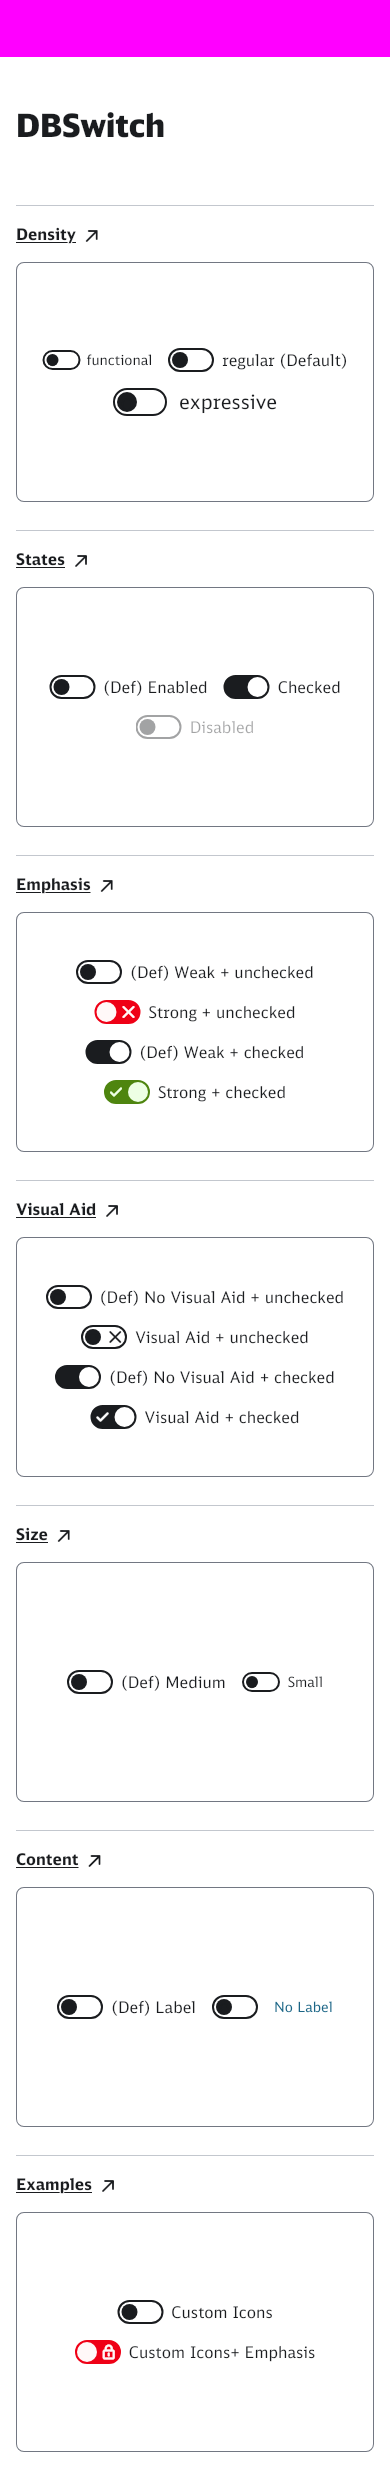 DBSwitch
Density
functional regular (Default)
expressive
States
(Def) Enabled Checked
Disabled
Emphasis
(Def) Weak + unchecked
Strong + unchecked
(Def) Weak + checked
Strong + checked
Visual Aid
(Def) No Visual Aid + unchecked
Visual Aid + unchecked
(Def) No Visual Aid + checked
Visual Aid + checked
Size
(Def) Medium Small
Content
(Def) Label No Label
Examples
Custom Icons
Custom Icons+ Emphasis